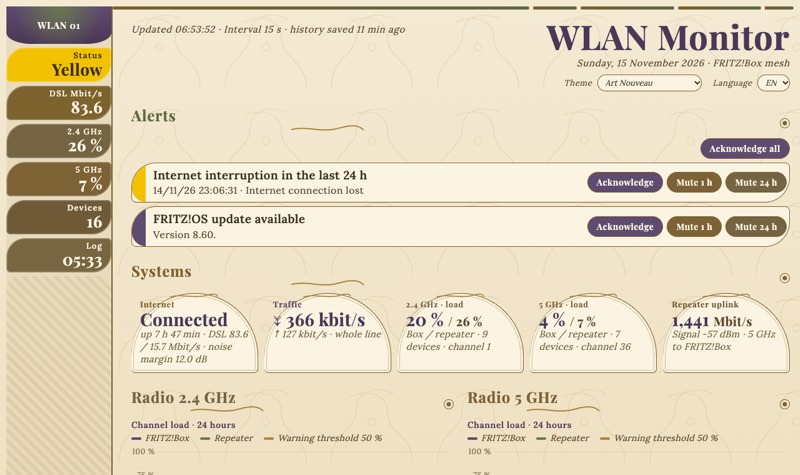 WLAN 01
Status
Yellow
DSL Mbit/s
83.6
2.4 GHz
26 %
5 GHz
7 %
Devices
16
Log
05:33
Updated 06:53:52 · Interval 15 s · history saved 11 min ago
WLAN Monitor
Sunday, 15 November 2026 · FRITZ!Box mesh
Theme Art Nouveau Language EN
Alerts
Acknowledge all
Internet interruption in the last 24 h
14/11/26 23:06:31 · Internet connection lost
Acknowledge Mute 1 h Mute 24 h
FRITZ!OS update available
Version 8.60.
Acknowledge Mute 1 h Mute 24 h
Systems
Internet
Connected
up 7 h 47 min · DSL 83.6
/ 15.7 Mbit/s · noise
margin 12.0 dB
Traffic
↓ 366 kbit/s
↑ 127 kbit/s · whole line
2.4 GHz · load
20 % / 26 %
Box / repeater · 9
devices · channel 1
5 GHz · load
4 % / 7 %
Box / repeater · 7
devices · channel 36
Repeater uplink
1,441 Mbit/s
Signal -57 dBm · 5 GHz
to FRITZ!Box
Radio 2.4 GHz
Channel load · 24 hours
FRITZ!Box Repeater Warning threshold 50 %
100 %
75 %
Radio 5 GHz
Channel load · 24 hours
FRITZ!Box Repeater Warning threshold 50 %
100 %
75 %